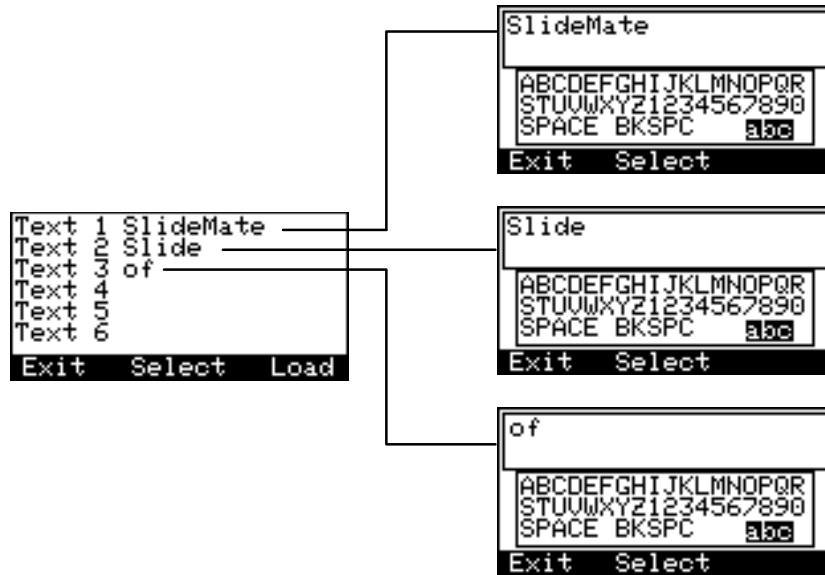 SlideMate
ABCDEFGHIJKLMNOPQR
STUVWXYZ1234567890
SPACE BKSPC abc
Exit Select
Text 1 SlideMate
Text 2 Slide
Text 3 of
Text 4
Text 5
Text 6
Exit Select Load
Slide
ABCDEFGHIJKLMNOPQR
STUVWXYZ1234567890
SPACE BKSPC abc
Exit Select
of
ABCDEFGHIJKLMNOPQR
STUVWXYZ1234567890
SPACE BKSPC abc
Exit Select